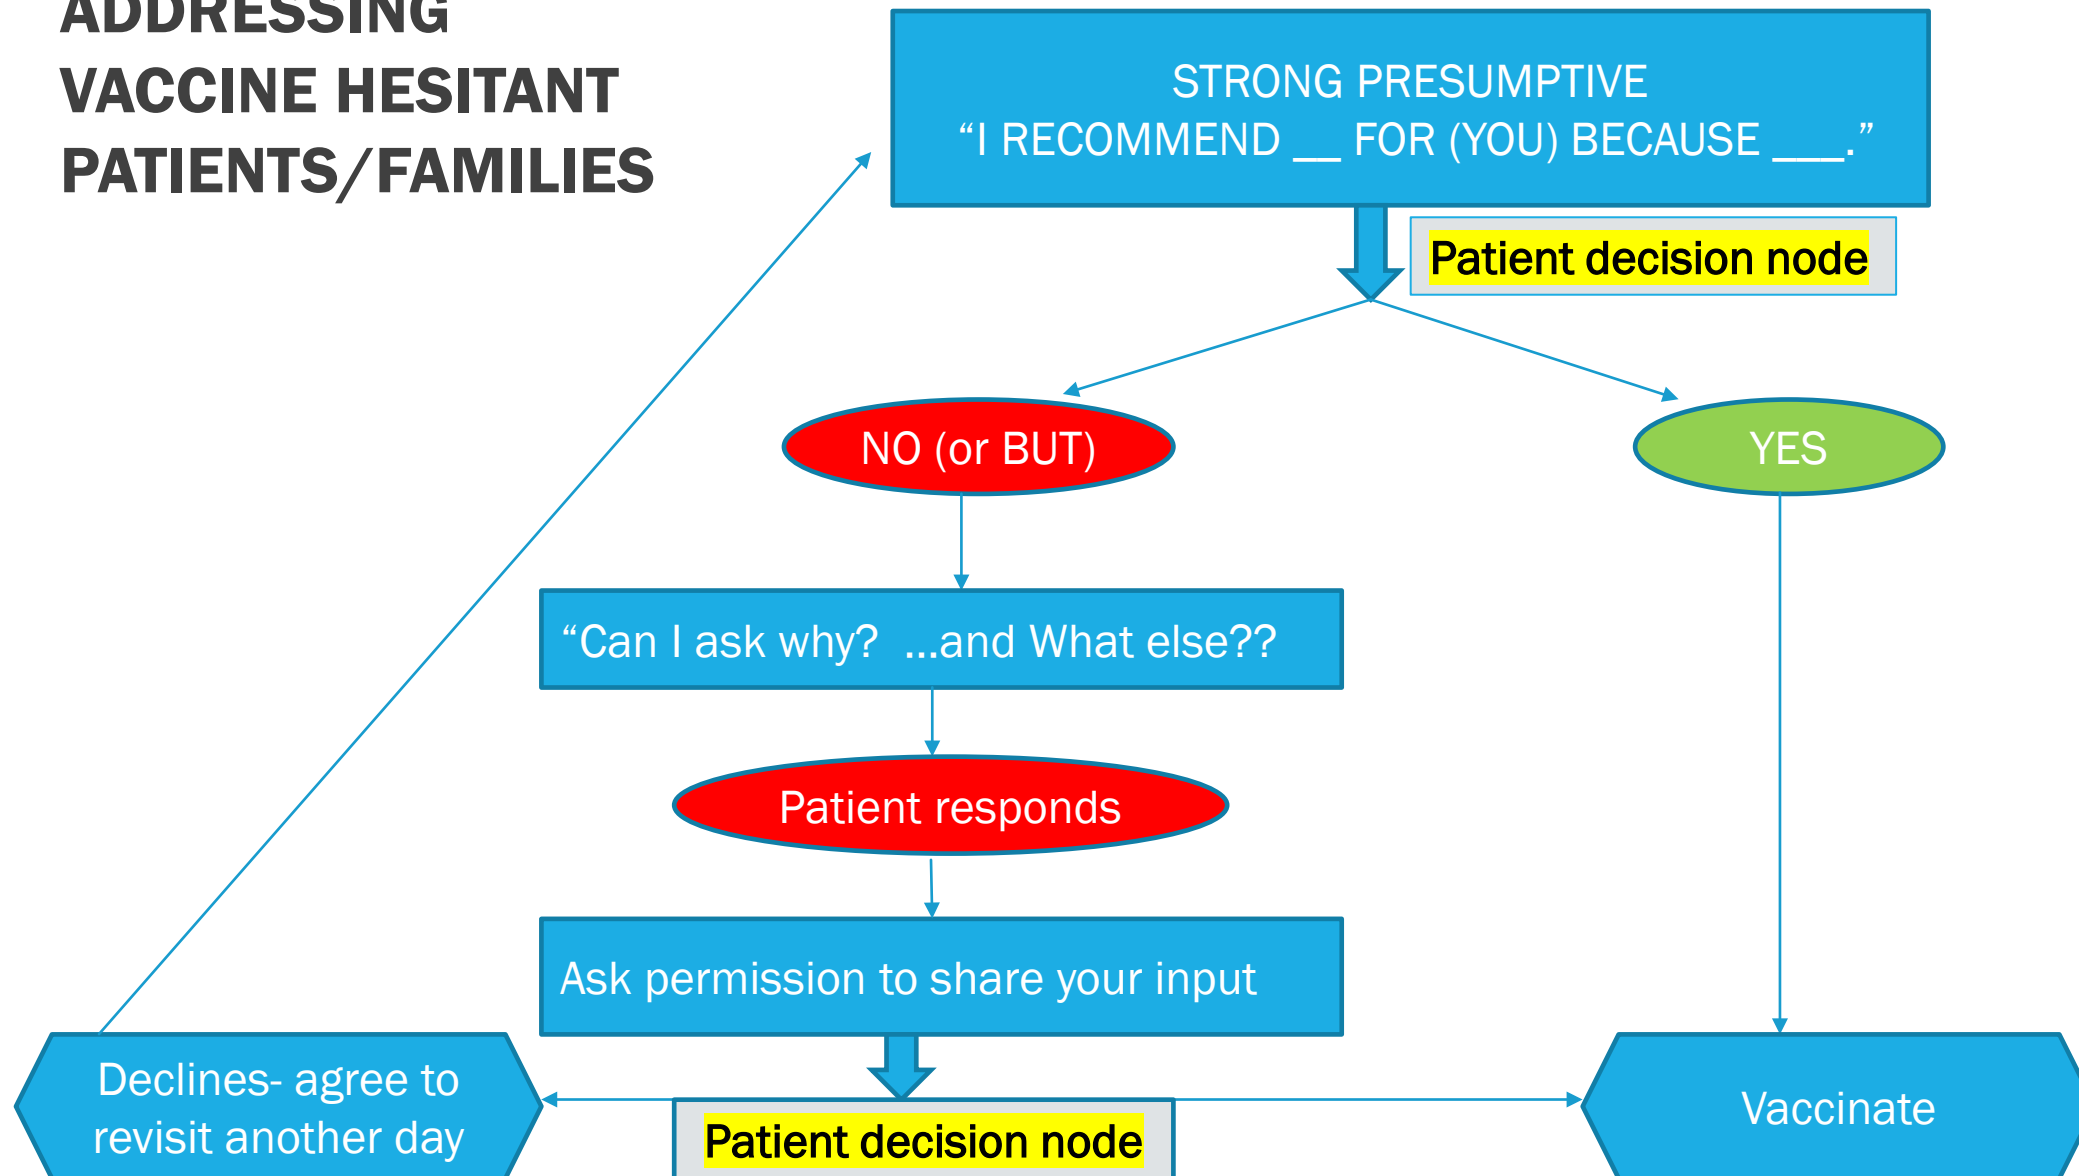 ADDRESSING
VACCINE HESITANT
PATIENTS/FAMILIES
STRONG PRESUMPTIVE
“I RECOMMEND __ FOR (YOU) BECAUSE ___.”
Patient decision node
NO (or BUT)
YES
“Can I ask why?  ...and What else??
Patient responds
Ask permission to share your input
Declines- agree to
revisit another day
Patient decision node
Vaccinate